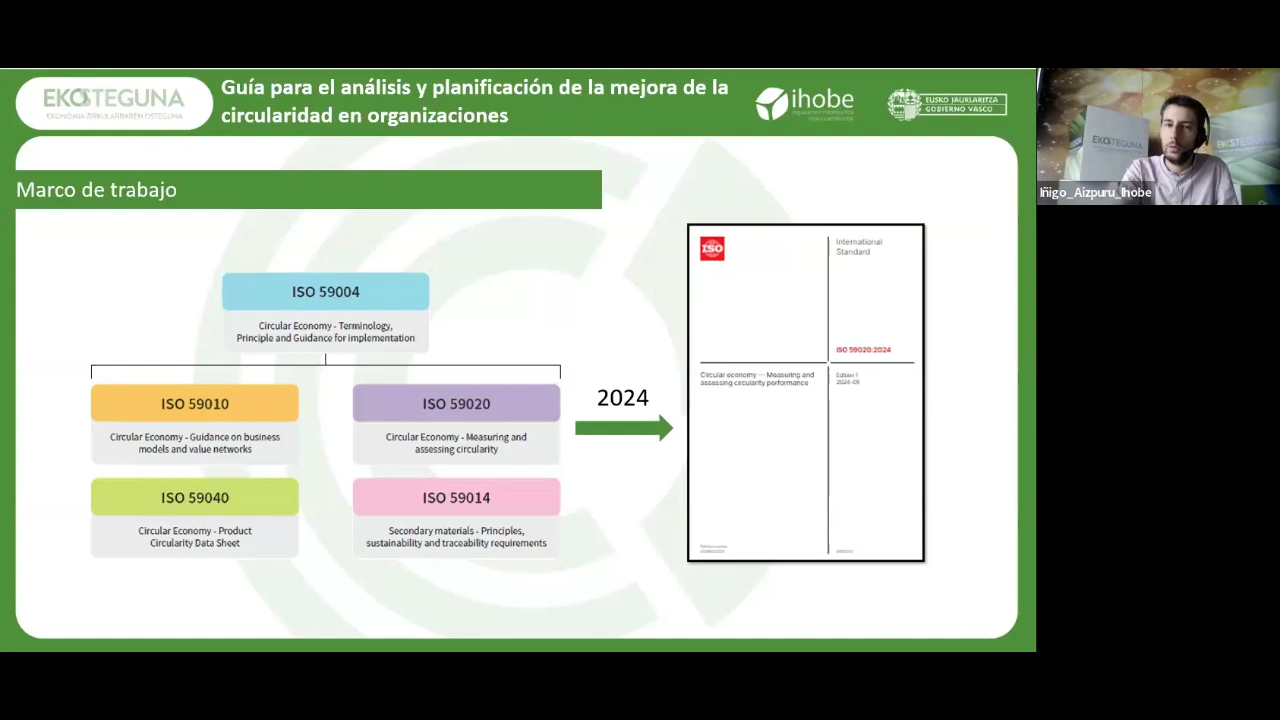 EKOSTEGUNA
EKONOMIA ZIRKULARBAREN OSTEGUNA
Guía para el análisis y planificación de la mejora de la
circularidad en organizaciones
ihobe
EUSKO JAURLARITZA
GOBIERNO VASCO
Iñigo_Aizpuru_Ihobe
Marco de trabajo
ISO 59004
Circular Economy - Terminology,
Principle and Guidance for implementation
ISO 59010
Circular Economy - Guidance on business
models and value networks
ISO 59020
Circular Economy - Measuring and
assessing circularity
ISO 59040
Circular Economy - Product
Circularity Data Sheet
ISO 59014
Secondary materials - Principles,
sustainability and traceability requirements
2024
ISO
International
Standard
ISO 59020:2024
Circular economy — Measuring and
assessing circularity performance
Edition 1
2024-05